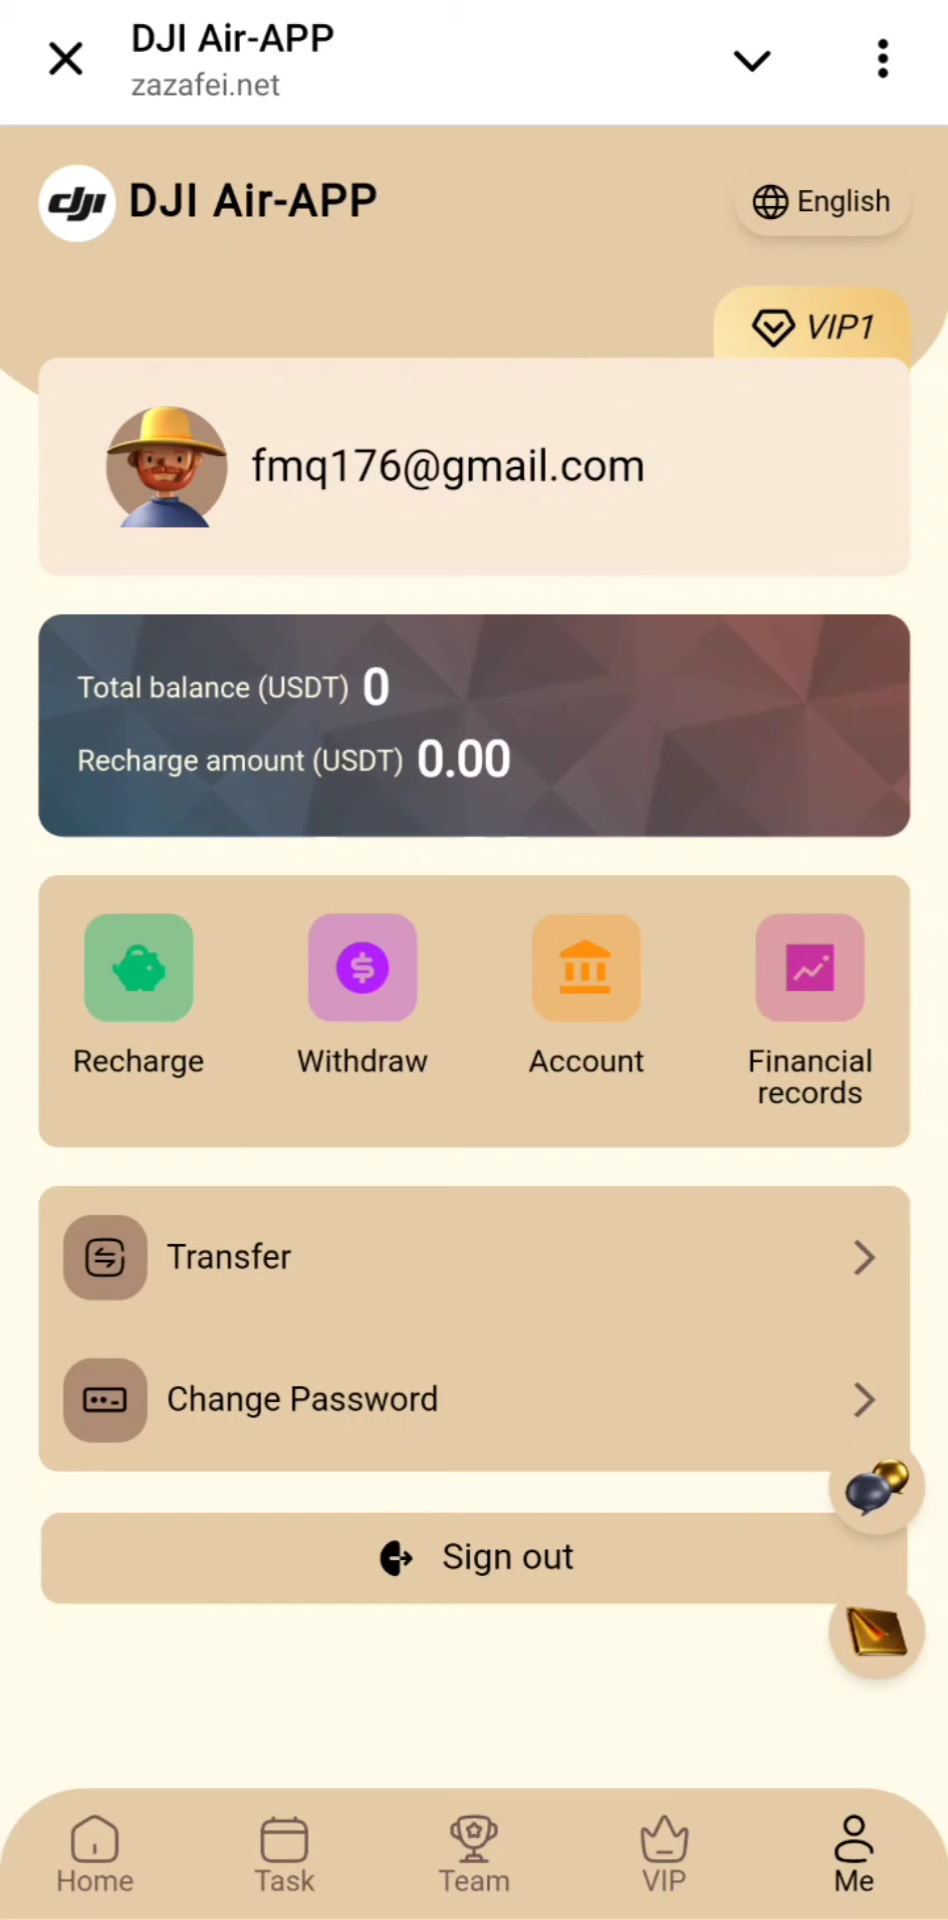 DJI Air-APP
zazafei.net
dji DJI Air-APP
English
VIP1
fmq176@gmail.com
Total balance (USDT) 0
Recharge amount (USDT) 0.00
Recharge Withdraw Account Financial records
Transfer
Change Password
Sign out
Home Task Team VIP Me